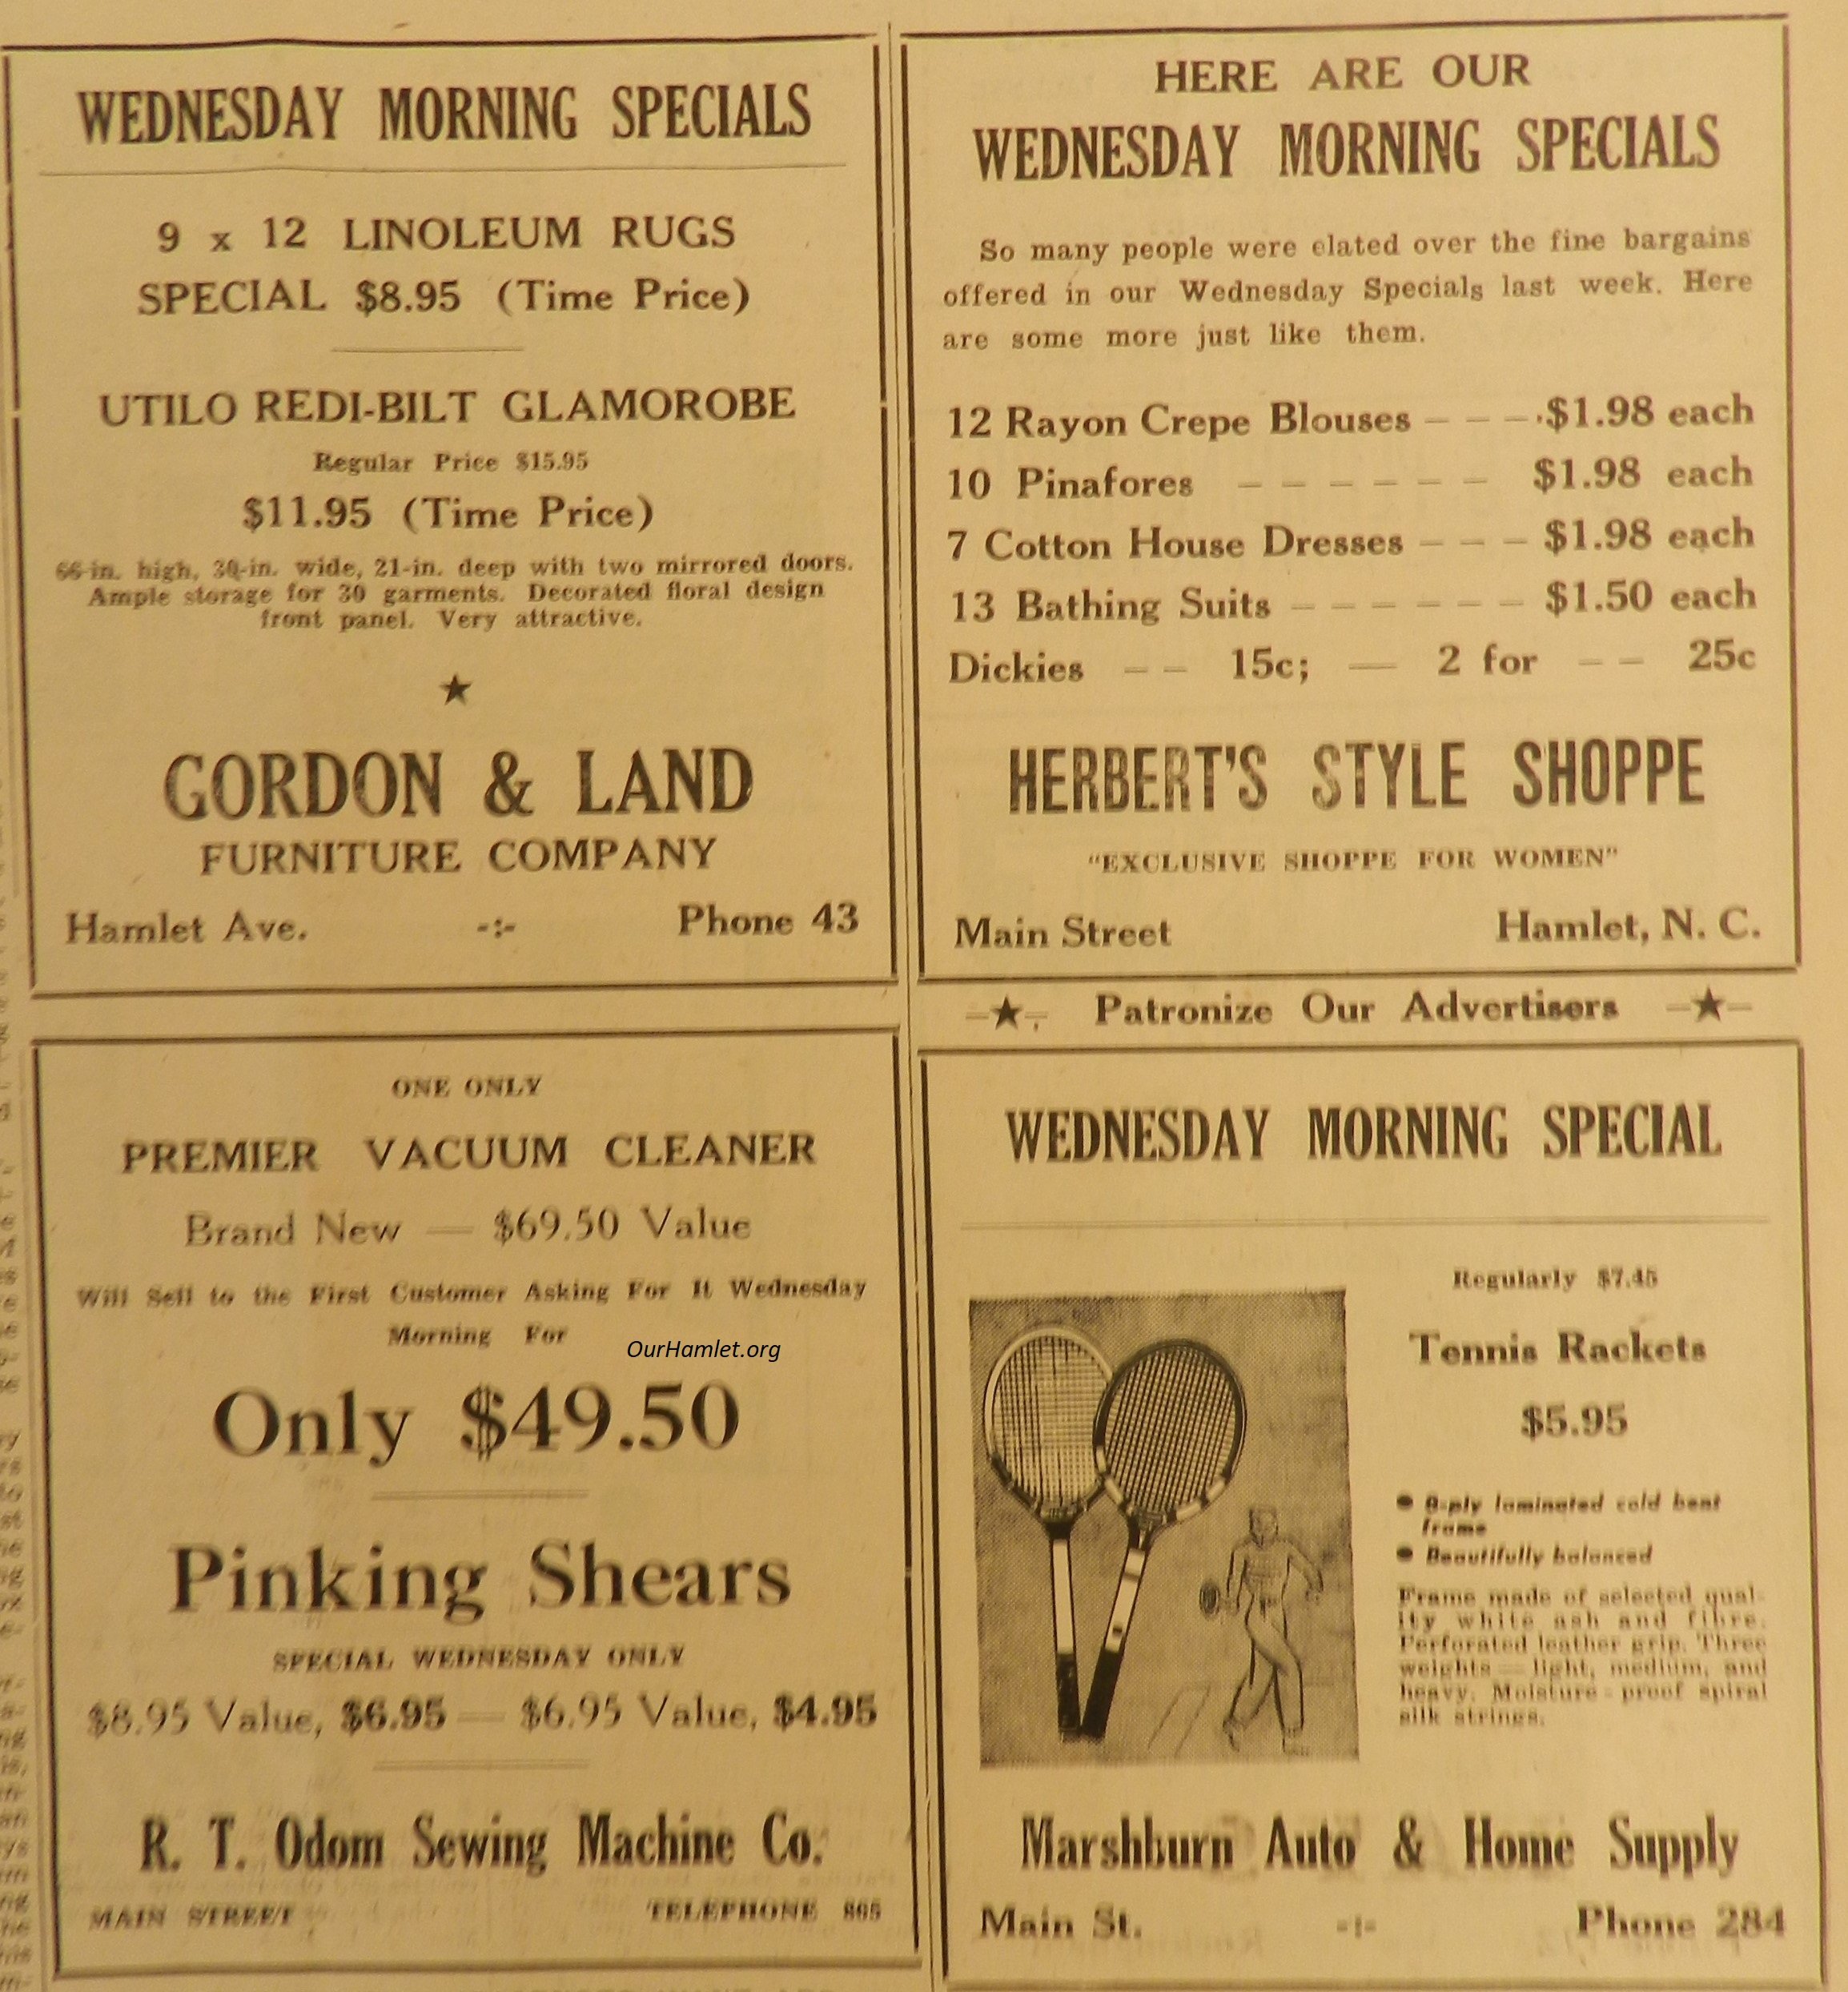 WEDNESDAY MORNING SPECIALS
9 x 12 LINOLEUM RUGS
SPECIAL $8.95 (Time Price)
UTILO REDI-BILT GLAMOROBE
Regular Price $15.95
$11.95 (Time Price)
66-in. high, 30-in. wide, 21-in. deep with two mirrored doors.
Ample storage for 30 garments. Decorated floral design
front panel. Very attractive.
★
GORDON & LAND
FURNITURE COMPANY
Hamlet Ave. -:- Phone 43
HERE ARE OUR
WEDNESDAY MORNING SPECIALS
So many people were elated over the fine bargains
offered in our Wednesday Specials last week. Here
are some more just like them.
12 Rayon Crepe Blouses – – – $1.98 each
10 Pinafores – – – – – – $1.98 each
7 Cotton House Dresses – – – $1.98 each
13 Bathing Suits – – – – – – $1.50 each
Dickies – – 15c; — 2 for – – 25c
HERBERT'S STYLE SHOPPE
"EXCLUSIVE SHOPPE FOR WOMEN"
Main Street Hamlet, N. C.
–★– Patronize Our Advertisers –★–
ONE ONLY
PREMIER VACUUM CLEANER
Brand New — $69.50 Value
Will Sell to the First Customer Asking For It Wednesday
Morning For
OurHamlet.org
Only $49.50
Pinking Shears
SPECIAL WEDNESDAY ONLY
$8.95 Value, $6.95 — $6.95 Value, $4.95
R. T. Odom Sewing Machine Co.
MAIN STREET TELEPHONE 865
WEDNESDAY MORNING SPECIAL
Regularly $7.45
Tennis Rackets
$5.95
● ply laminated cold bent
frame
● Beautifully balanced
Frame made of selected qual-
ity white ash and fibre.
Perforated leather grip. Three
weights — light, medium, and
heavy. Moisture-proof spiral
silk strings.
Marshburn Auto & Home Supply
Main St. -:- Phone 284